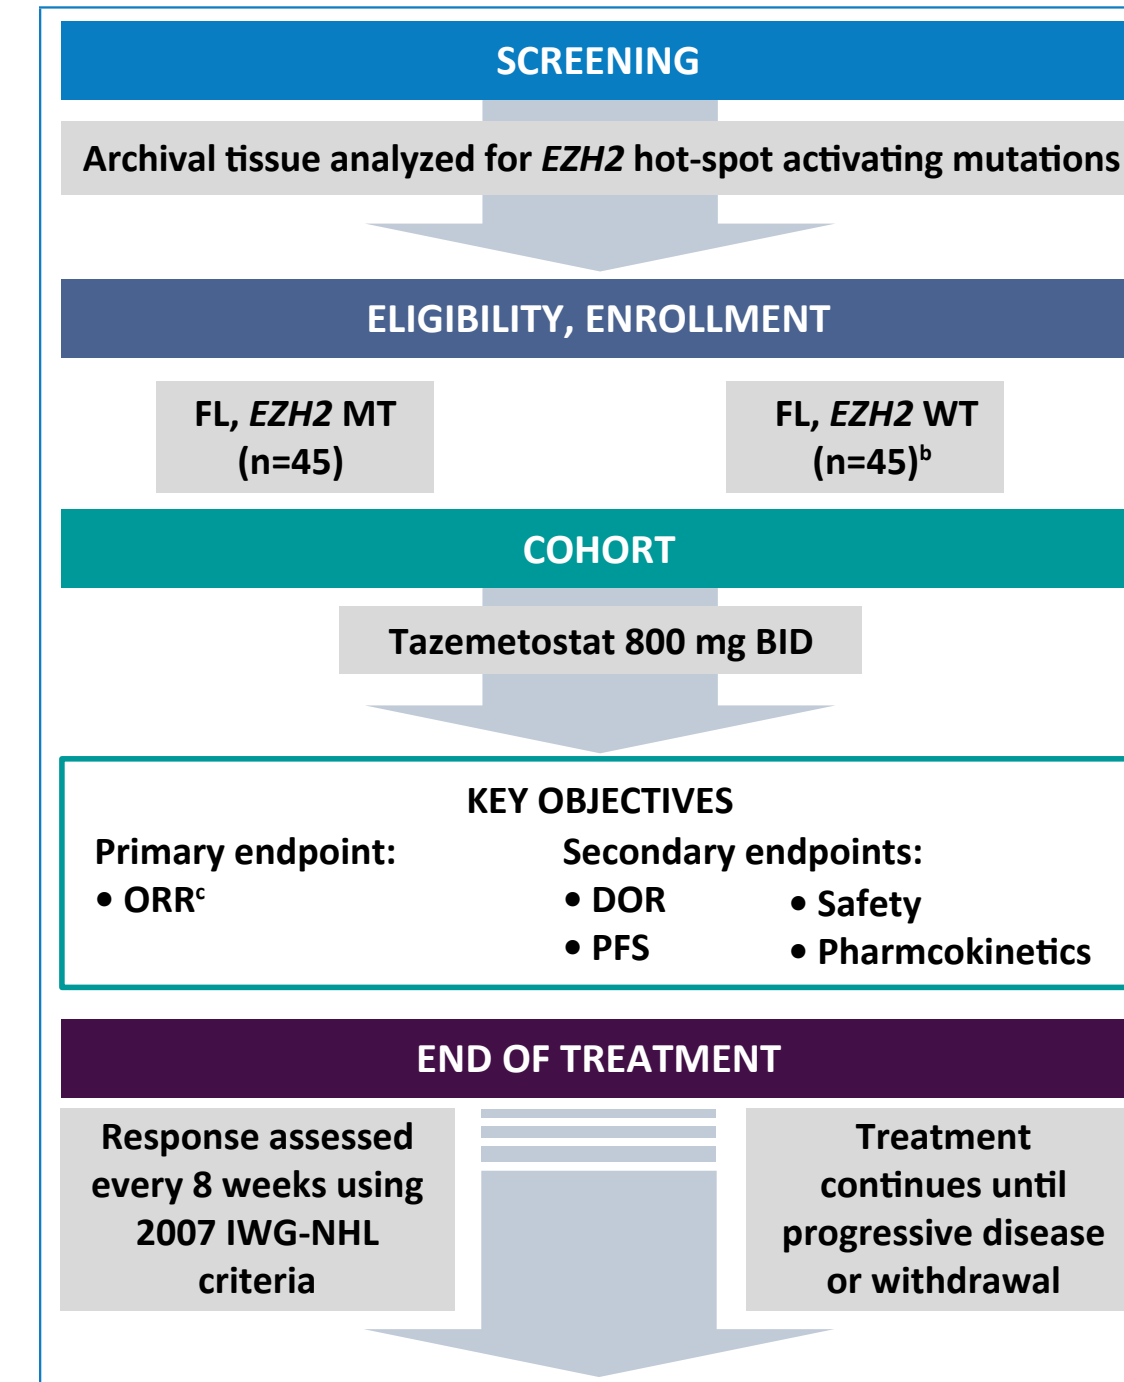 SCREENING
Archival tissue analyzed for EZH2 hot-spot activating mutations
ELIGIBILITY, ENROLLMENT
FL, EZH2 MT
(n=45)
FL, EZH2 WT
(n=45)b
COHORT
Tazemetostat 800 mg BID
KEY OBJECTIVES
Primary endpoint:
• ORRc
Secondary endpoints:
• DOR
• PFS
• Safety
• Pharmcokinetics
END OF TREATMENT
Response assessed
every 8 weeks using
2007 IWG-NHL
criteria
Treatment
continues until
progressive disease
or withdrawal